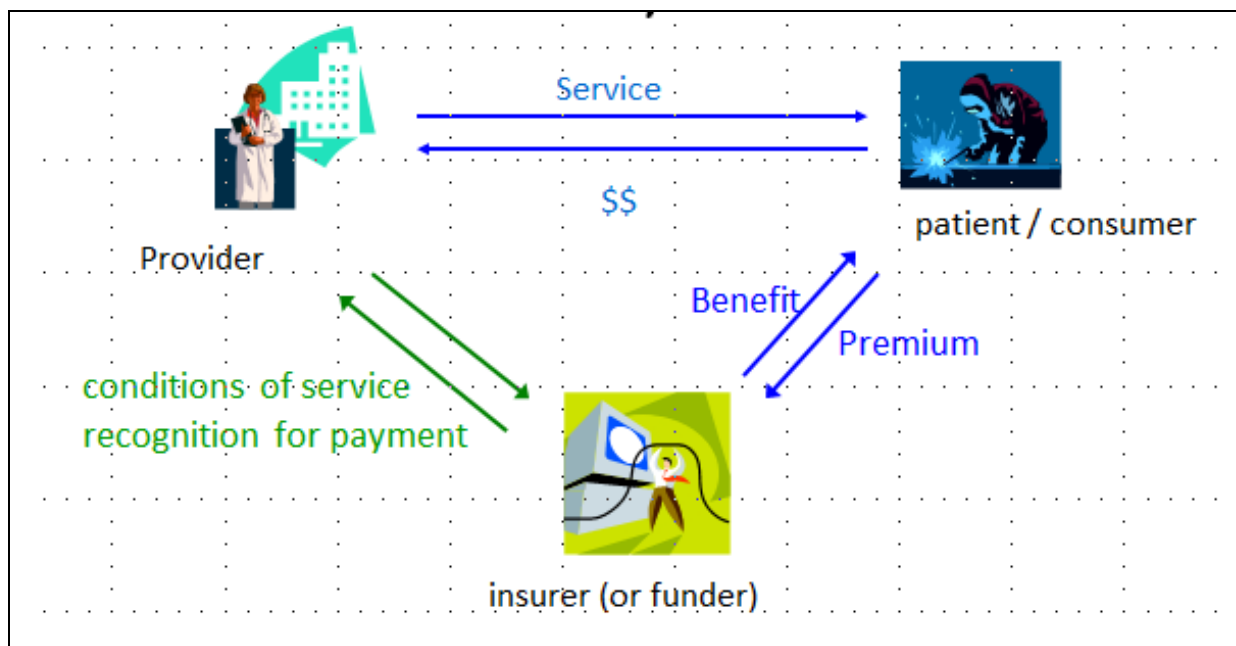 Service
$$
patient / consumer
Provider
Benefit
Premium
conditions of service
recognition for payment
insurer (or funder)